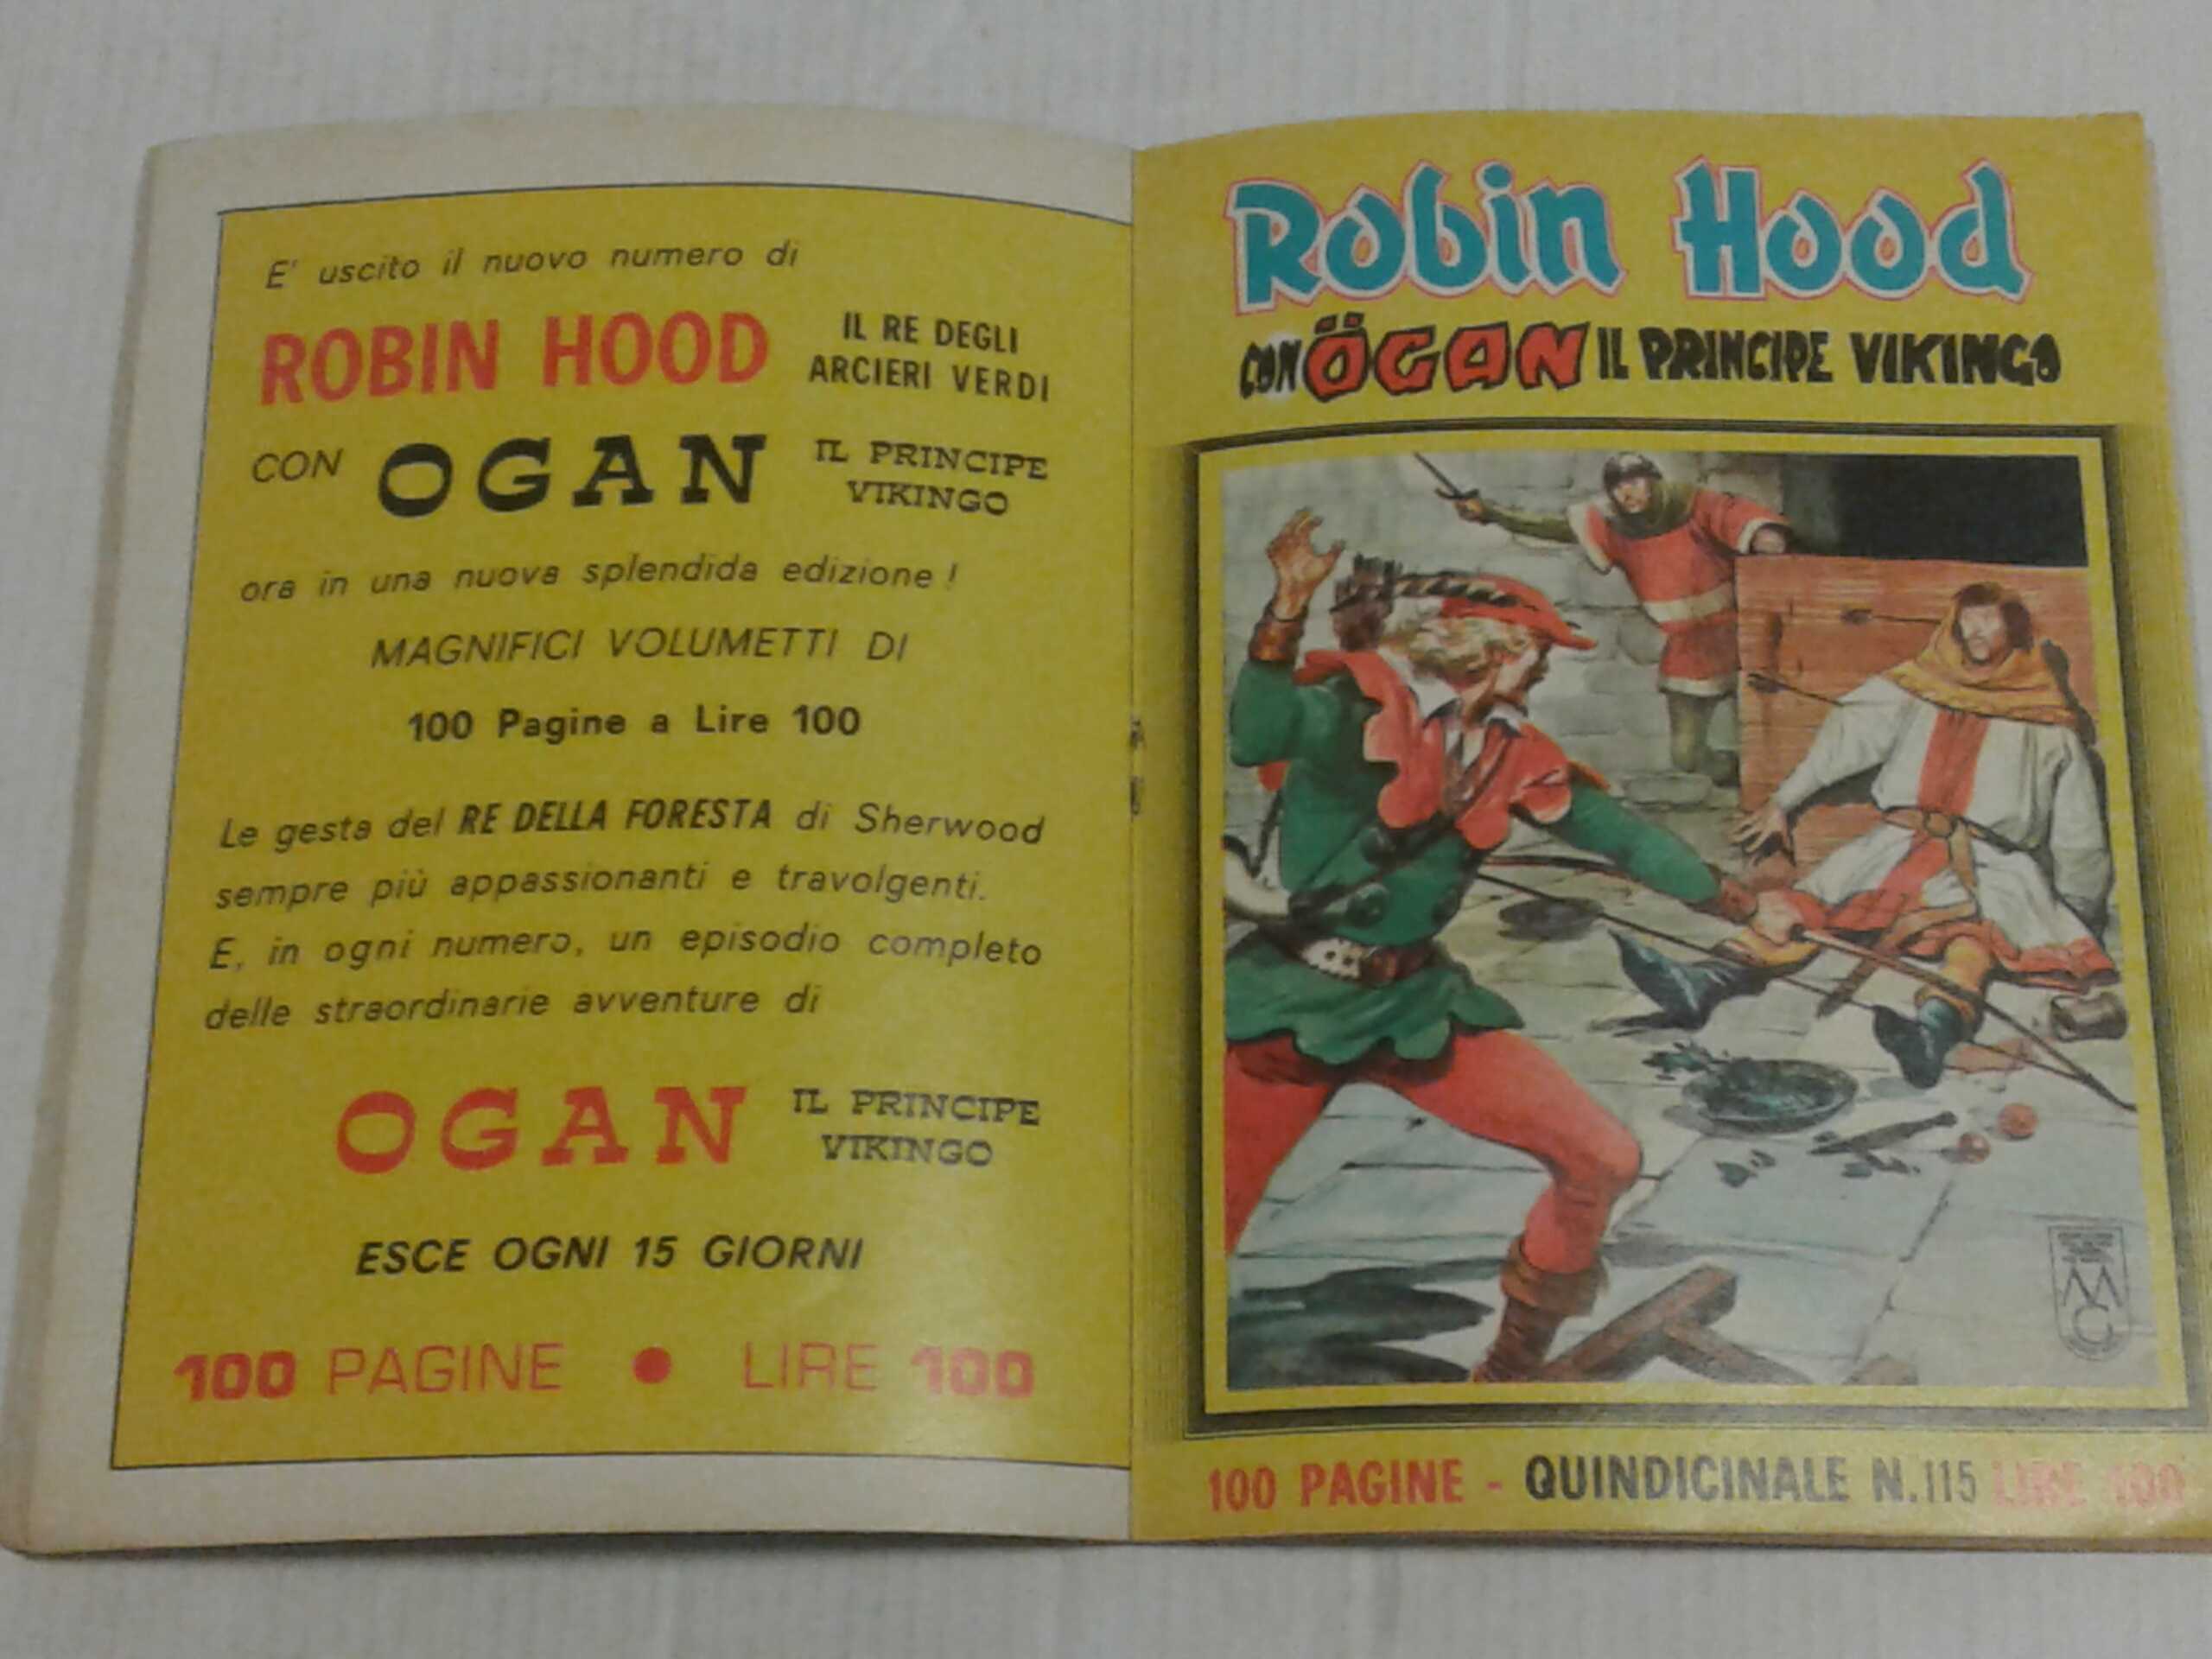 E' uscito il nuovo numero di
ROBIN HOOD IL RE DEGLI
ARCIERI VERDI
CON OGAN IL PRINCIPE
VIKINGO
ora in una nuova splendida edizione!
MAGNIFICI VOLUMETTI DI
100 Pagine a Lire 100
Le gesta del RE DELLA FORESTA di Sherwood
sempre più appassionanti e travolgenti.
E, in ogni numero, un episodio completo
delle straordinarie avventure di
OGAN IL PRINCIPE
VIKINGO
ESCE OGNI 15 GIORNI
100 PAGINE • LIRE 100
Robin Hood
CON ÖGAN IL PRINCIPE VIKINGO
MG
100 PAGINE - QUINDICINALE N.115 LIRE 100